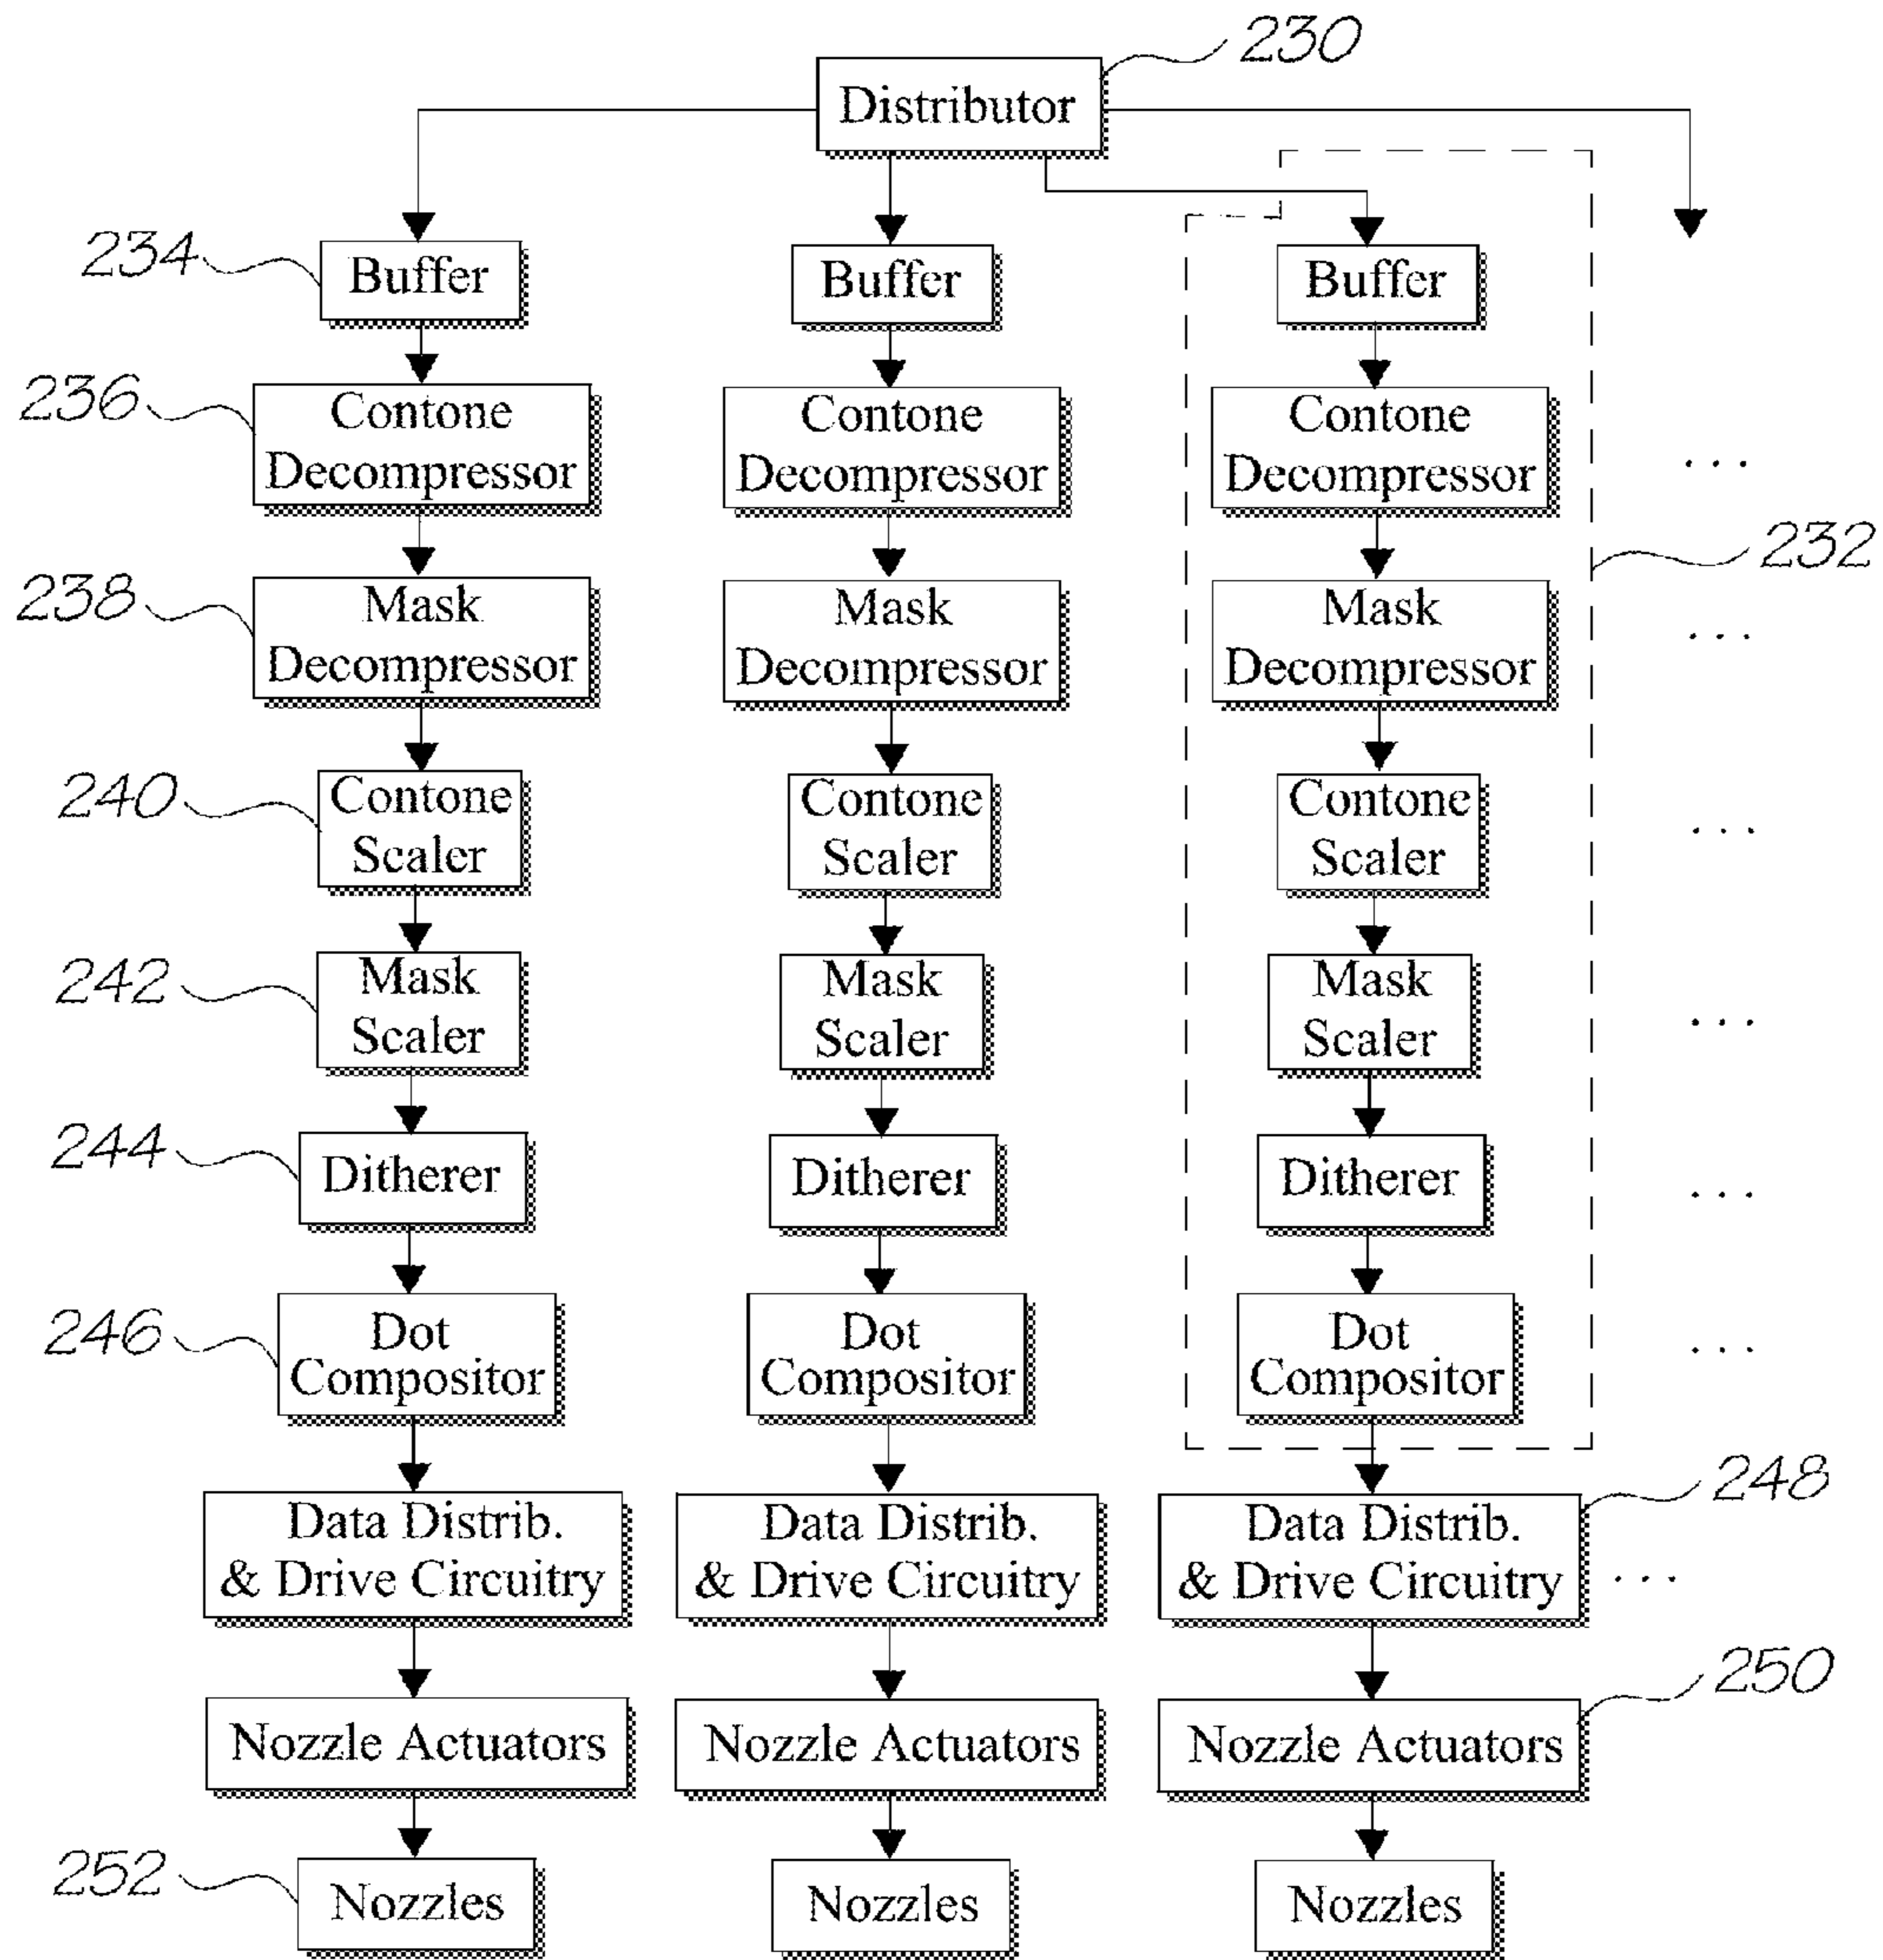 230
Distributor
234
Buffer
Buffer
Buffer
236
Contone
Decompressor
Contone
Decompressor
Contone
Decompressor
...
232
238
Mask
Decompressor
Mask
Decompressor
Mask
Decompressor
...
240
Contone
Scaler
Contone
Scaler
Contone
Scaler
...
242
Mask
Scaler
Mask
Scaler
Mask
Scaler
...
244
Ditherer
Ditherer
Ditherer
...
246
Dot
Compositor
Dot
Compositor
Dot
Compositor
...
248
Data Distrib.
& Drive Circuitry
Data Distrib.
& Drive Circuitry
Data Distrib.
& Drive Circuitry
...
250
Nozzle Actuators
Nozzle Actuators
Nozzle Actuators
252
Nozzles
Nozzles
Nozzles